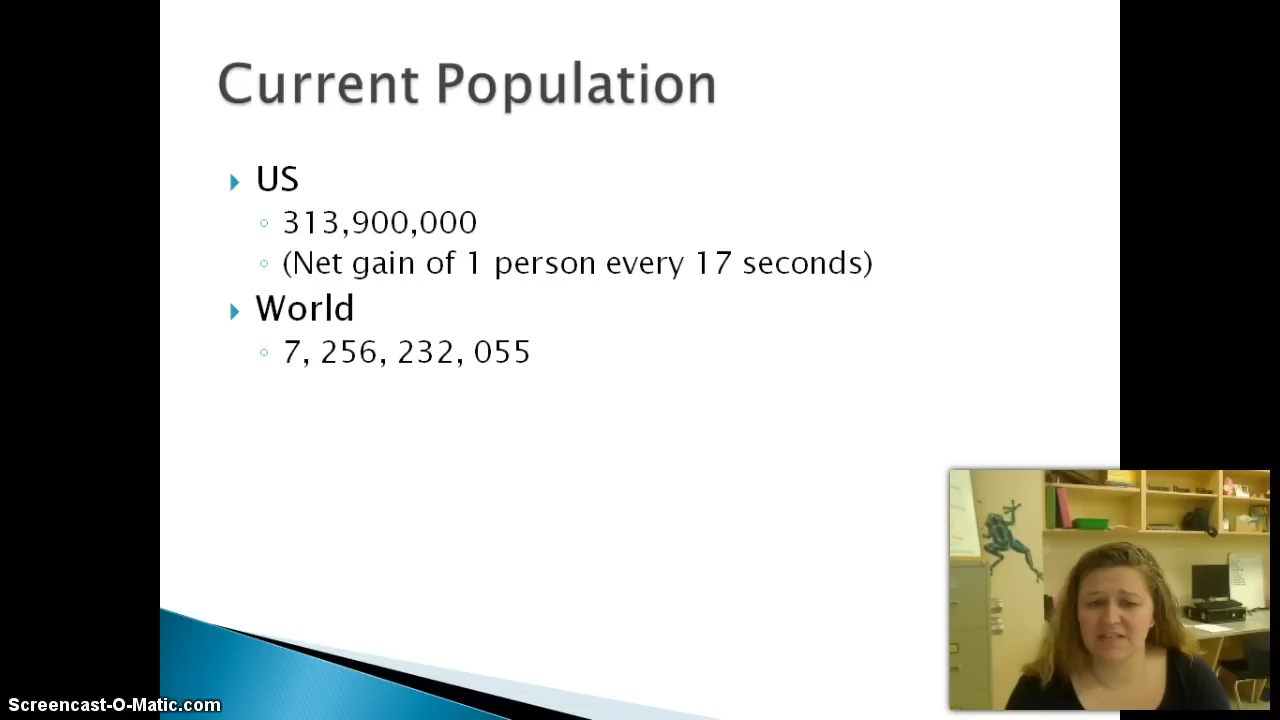 Current Population
US
313,900,000
(Net gain of 1 person every 17 seconds)
World
7, 256, 232, 055
Screencast-O-Matic.com